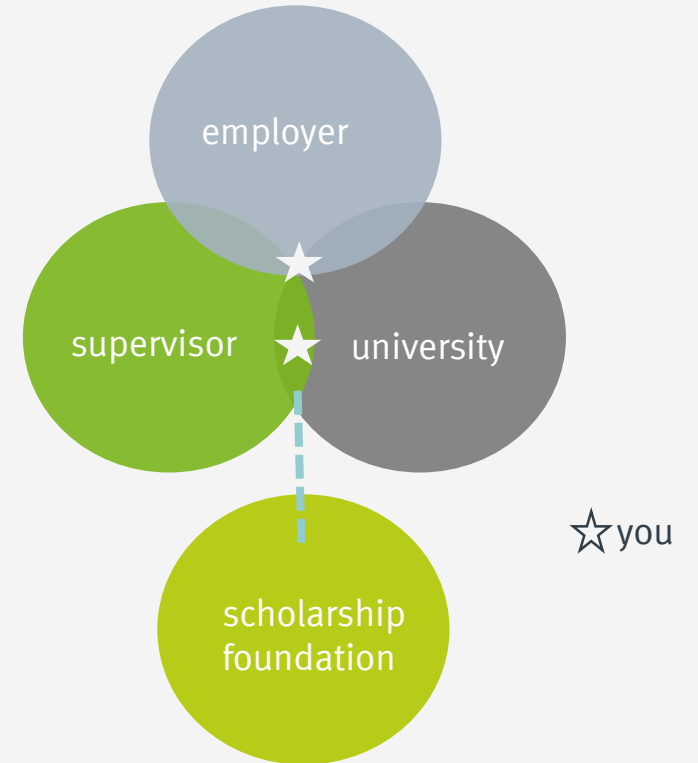 employer
supervisor
university
you
scholarship
foundation